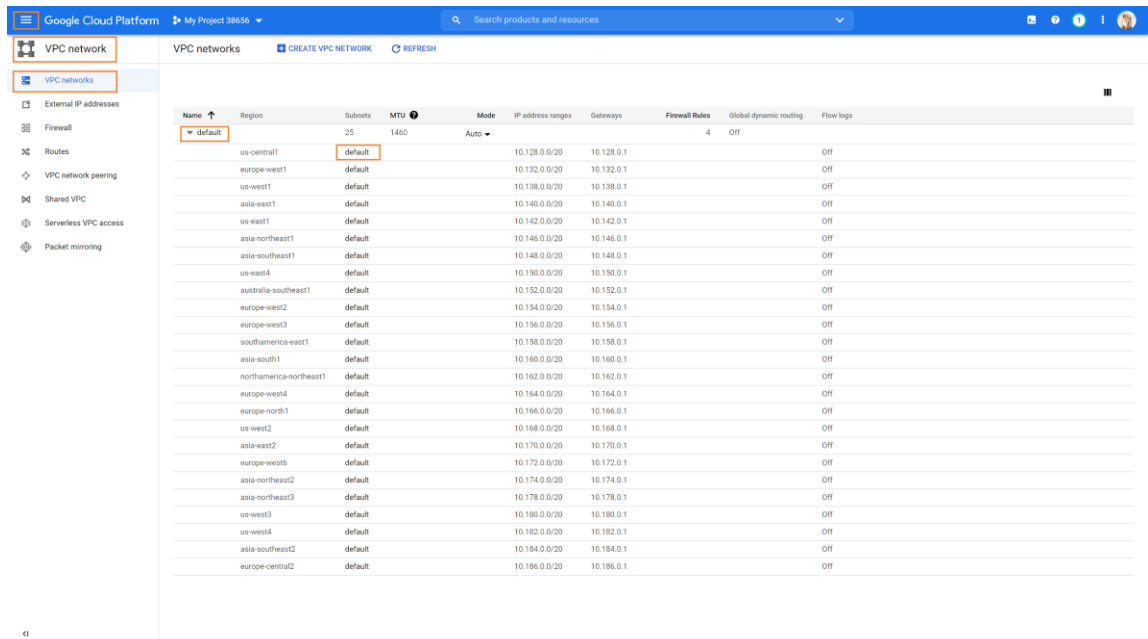 Google Cloud Platform My Project 38656 Search products and resources 1
VPC network VPC networks CREATE VPC NETWORK REFRESH
VPC networks
External IP addresses
Firewall
Routes
VPC network peering
Shared VPC
Serverless VPC access
Packet mirroring
Name Region Subnets MTU Mode IP address ranges Gateways Firewall Rules Global dynamic routing Flow logs
default 25 1460 Auto 4 Off
us-central1 default 10.128.0.0/20 10.128.0.1 Off
europe-west1 default 10.132.0.0/20 10.132.0.1 Off
us-west1 default 10.138.0.0/20 10.138.0.1 Off
asia-east1 default 10.140.0.0/20 10.140.0.1 Off
us-east1 default 10.142.0.0/20 10.142.0.1 Off
asia-northeast1 default 10.146.0.0/20 10.146.0.1 Off
asia-southeast1 default 10.148.0.0/20 10.148.0.1 Off
us-east4 default 10.150.0.0/20 10.150.0.1 Off
australia-southeast1 default 10.152.0.0/20 10.152.0.1 Off
europe-west2 default 10.154.0.0/20 10.154.0.1 Off
europe-west3 default 10.156.0.0/20 10.156.0.1 Off
southamerica-east1 default 10.158.0.0/20 10.158.0.1 Off
asia-south1 default 10.160.0.0/20 10.160.0.1 Off
northamerica-northeast1 default 10.162.0.0/20 10.162.0.1 Off
europe-west4 default 10.164.0.0/20 10.164.0.1 Off
europe-north1 default 10.166.0.0/20 10.166.0.1 Off
us-west2 default 10.168.0.0/20 10.168.0.1 Off
asia-east2 default 10.170.0.0/20 10.170.0.1 Off
europe-west6 default 10.172.0.0/20 10.172.0.1 Off
asia-northeast2 default 10.174.0.0/20 10.174.0.1 Off
asia-northeast3 default 10.178.0.0/20 10.178.0.1 Off
us-west3 default 10.180.0.0/20 10.180.0.1 Off
us-west4 default 10.182.0.0/20 10.182.0.1 Off
asia-southeast2 default 10.184.0.0/20 10.184.0.1 Off
europe-central2 default 10.186.0.0/20 10.186.0.1 Off